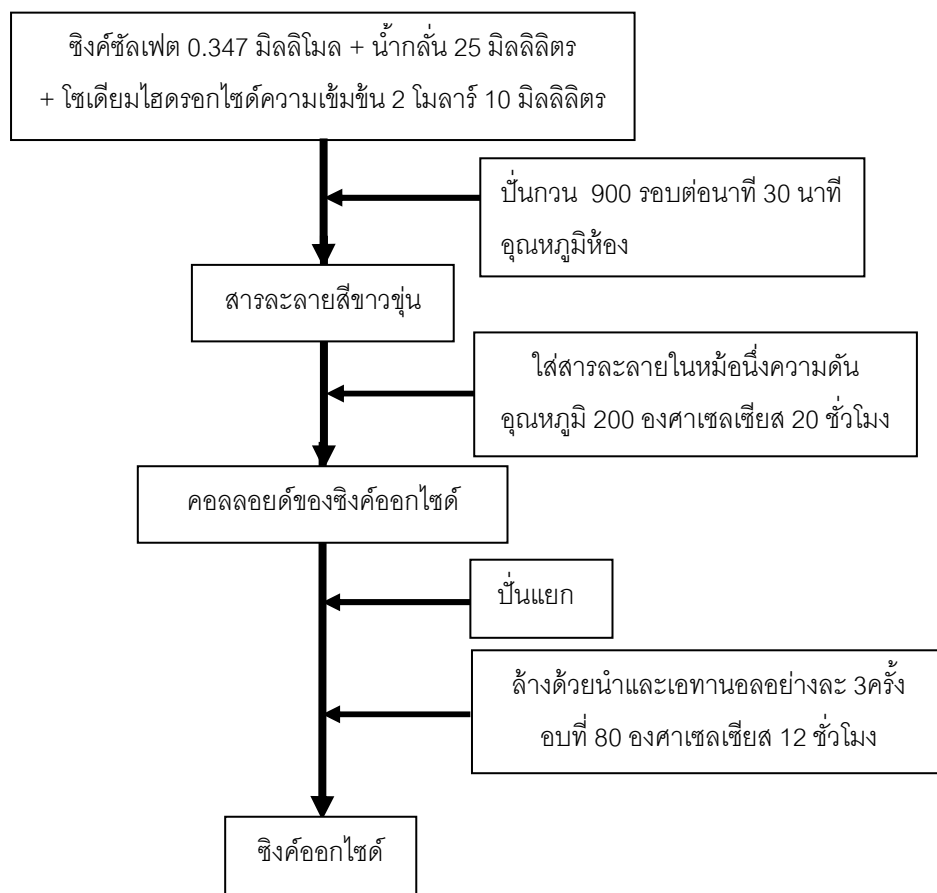 ซิงค์ซัลเฟต 0.347 มิลลิโมล + น้ำกลั่น 25 มิลลิลิตร
+ โซเดียมไฮดรอกไซด์ความเข้มข้น 2 โมลาร์ 10 มิลลิลิตร
ปั่นกวน 900 รอบต่อนาที 30 นาที
อุณหภูมิห้อง
สารละลายสีขาวขุ่น
ใส่สารละลายในหม้อนึ่งความดัน
อุณหภูมิ 200 องศาเซลเซียส 20 ชั่วโมง
คอลลอยด์ของซิงค์ออกไซด์
ปั่นแยก
ล้างด้วยนำและเอทานอลอย่างละ 3ครั้ง
อบที่ 80 องศาเซลเซียส 12 ชั่วโมง
ซิงค์ออกไซด์